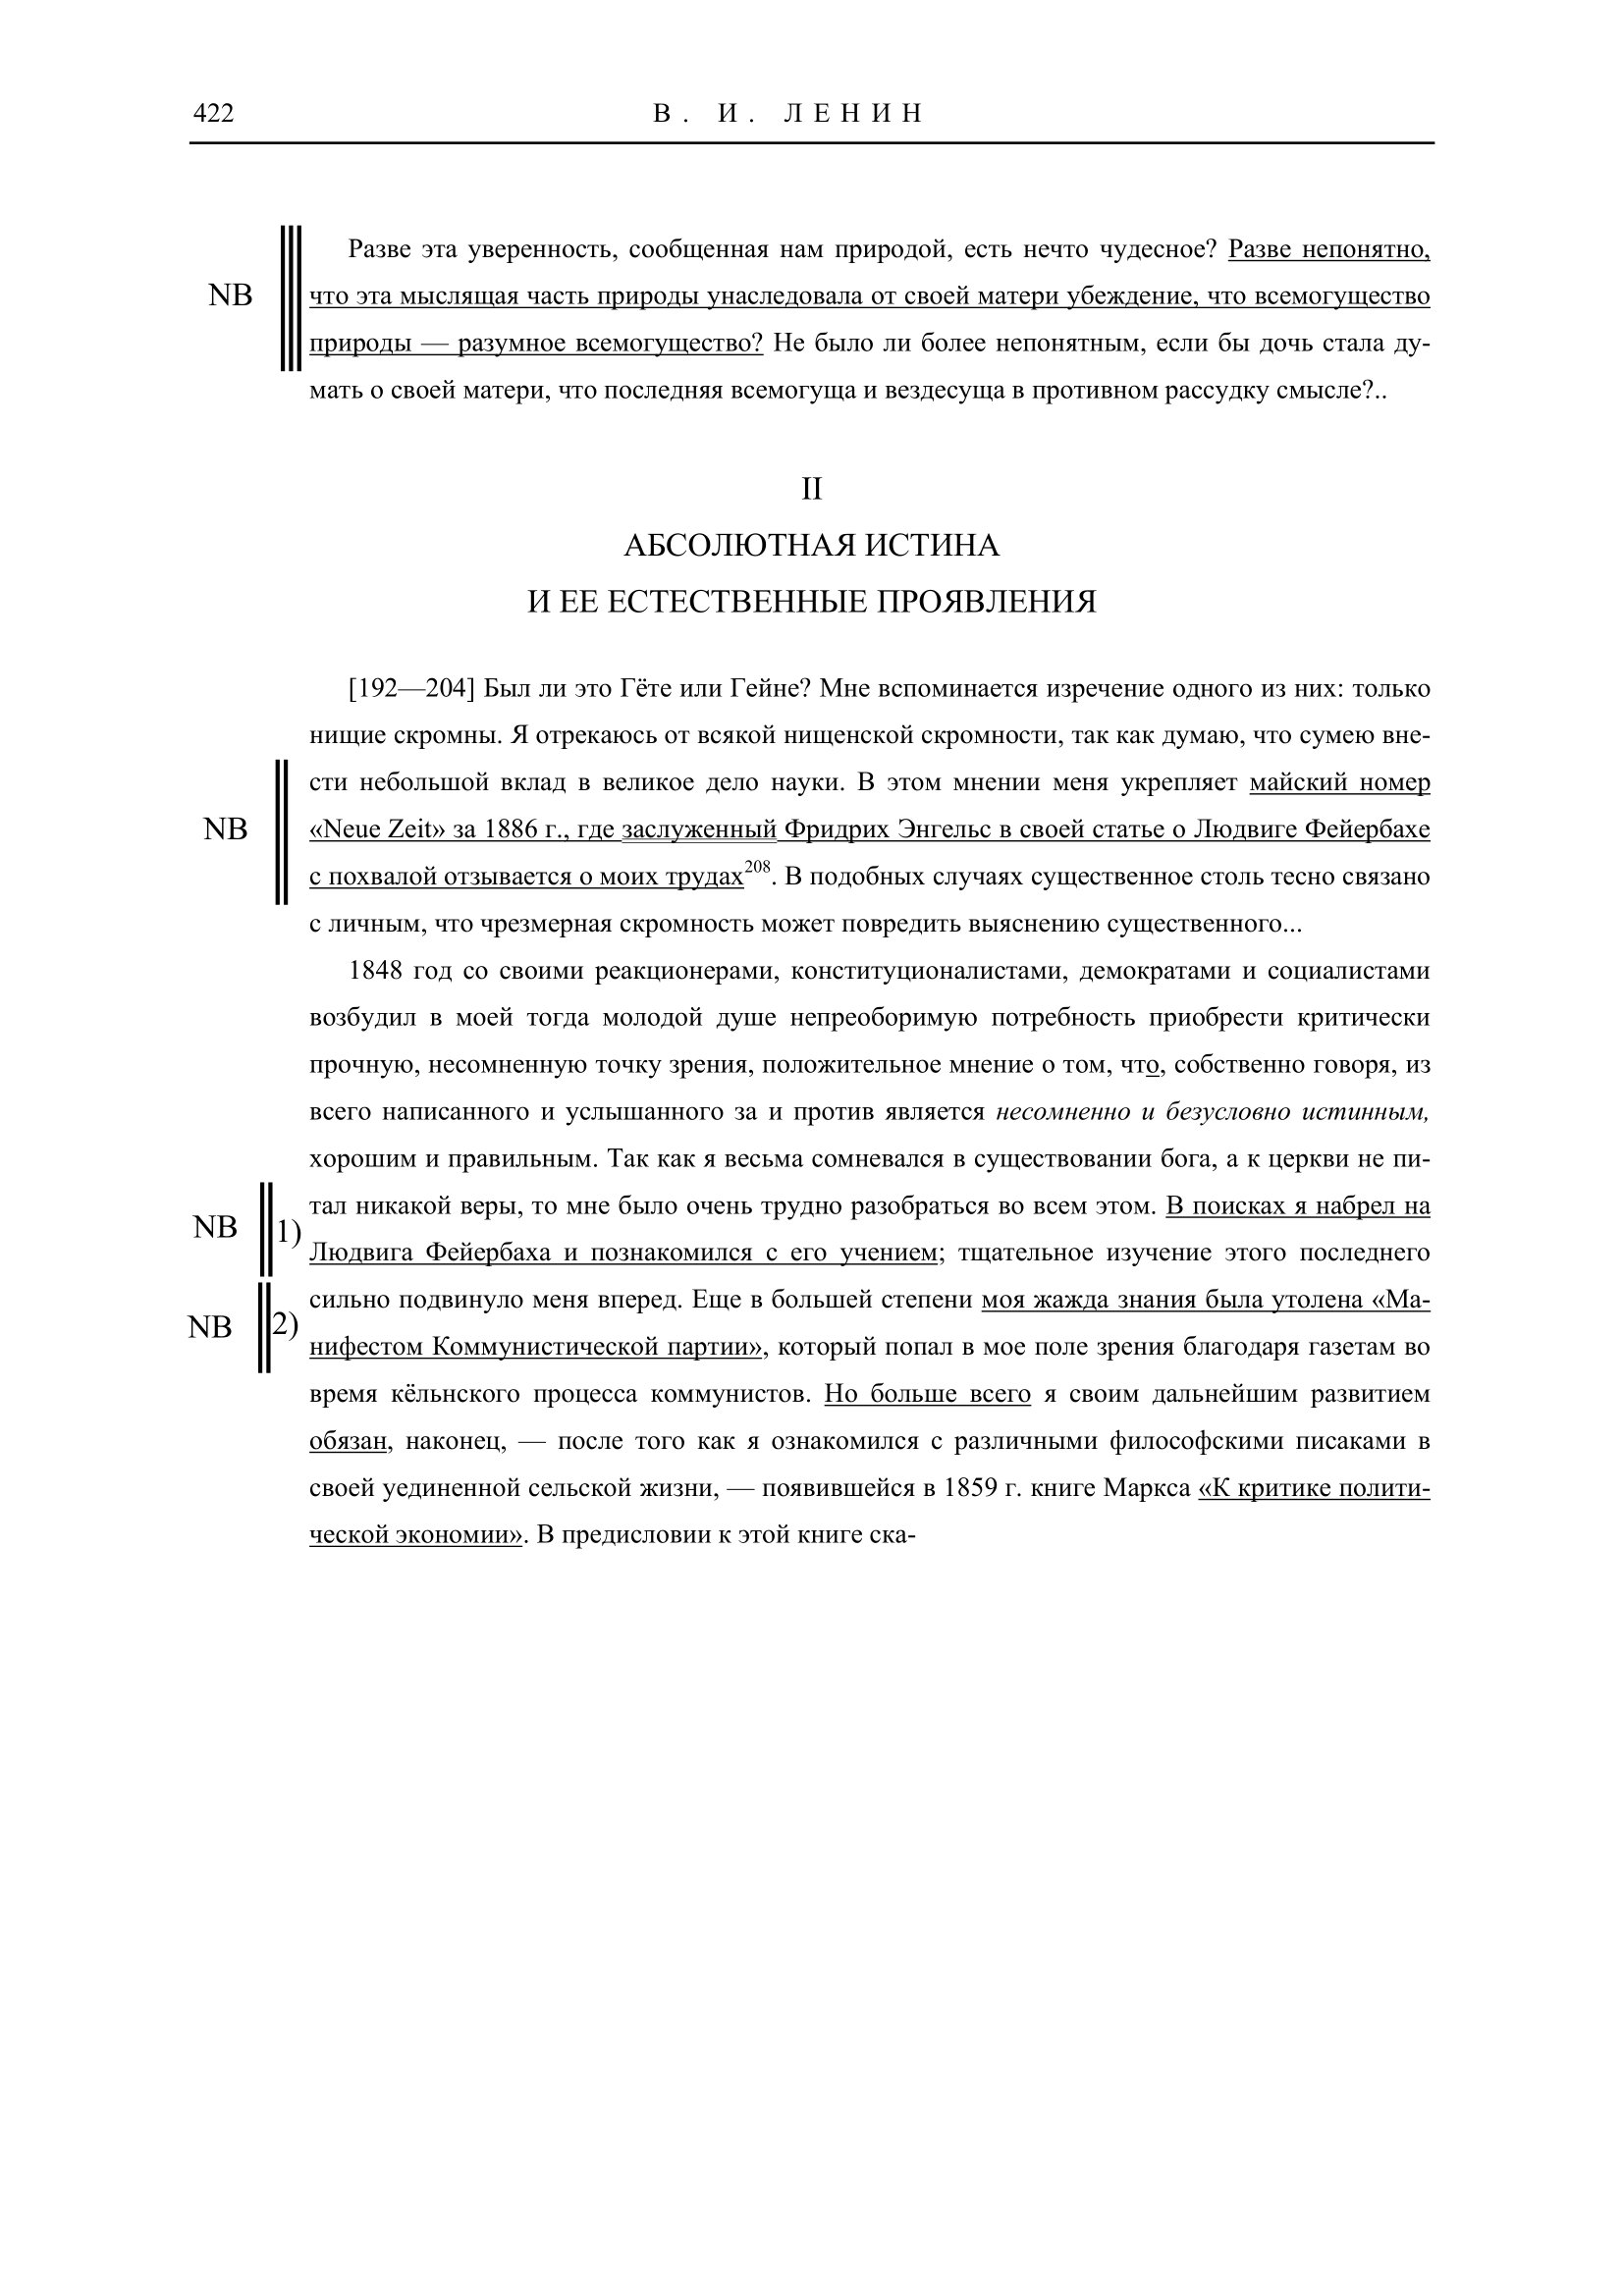 422
В. И. ЛЕНИН
Разве эта уверенность, сообщенная нам природой, есть нечто чудесное? Разве непонятно,
NB
что эта мыслящая часть природы унаследовала от своей матери убеждение, что всемогущество
природы — разумное всемогущество? Не было ли более непонятным, если бы дочь стала ду-
мать о своей матери, что последняя всемогуща и вездесуща в противном рассудку смысле?..
II
АБСОЛЮТНАЯ ИСТИНА
И ЕЕ ЕСТЕСТВЕННЫЕ ПРОЯВЛЕНИЯ
[192—204] Был ли это Гёте или Гейне? Мне вспоминается изречение одного из них: только
нищие скромны. Я отрекаюсь от всякой нищенской скромности, так как думаю, что сумею вне-
сти небольшой вклад в великое дело науки. В этом мнении меня укрепляет майский номер
NB
«Neue Zeit» за 1886 г., где заслуженный Фридрих Энгельс в своей статье о Людвиге Фейербахе
с похвалой отзывается о моих трудах208. В подобных случаях существенное столь тесно связано
с личным, что чрезмерная скромность может повредить выяснению существенного...
1848 год со своими реакционерами, конституционалистами, демократами и социалистами
возбудил в моей тогда молодой душе непреоборимую потребность приобрести критически
прочную, несомненную точку зрения, положительное мнение о том, что, собственно говоря, из
всего написанного и услышанного за и против является несомненно и безусловно истинным,
хорошим и правильным. Так как я весьма сомневался в существовании бога, а к церкви не пи-
тал никакой веры, то мне было очень трудно разобраться во всем этом. В поисках я набрел на
NB 1)
Людвига Фейербаха и познакомился с его учением; тщательное изучение этого последнего
сильно подвинуло меня вперед. Еще в большей степени моя жажда знания была утолена «Ма-
NB 2)
нифестом Коммунистической партии», который попал в мое поле зрения благодаря газетам во
время кёльнского процесса коммунистов. Но больше всего я своим дальнейшим развитием
обязан, наконец, — после того как я ознакомился с различными философскими писаками в
своей уединенной сельской жизни, — появившейся в 1859 г. книге Маркса «К критике полити-
ческой экономии». В предисловии к этой книге ска-